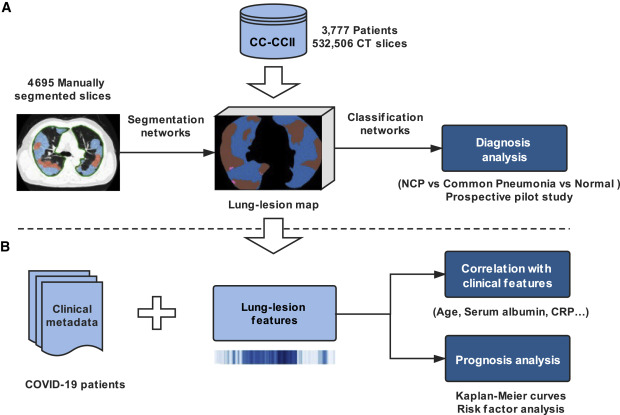 A
CC-CCII
3,777 Patients
532,506 CT slices
4695 Manually
segmented slices
Segmentation
networks
Classification
networks
Diagnosis
analysis
(NCP vs Common Pneumonia vs Normal )
Prospective pilot study
Lung-lesion map
B
Clinical
metadata
COVID-19 patients
Lung-lesion
features
Correlation with
clinical features
(Age, Serum albumin, CRP...)
Prognosis analysis
Kaplan-Meier curves
Risk factor analysis